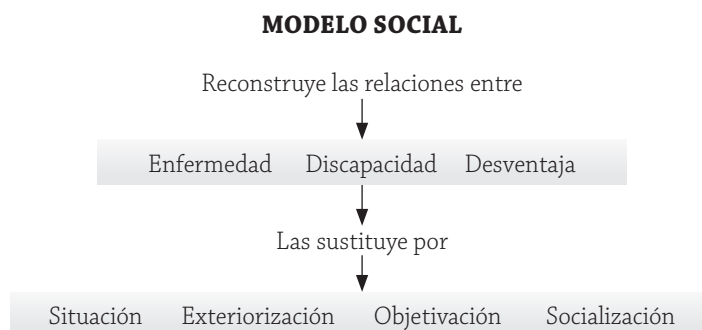 MODELO SOCIAL
Reconstruye las relaciones entre
Enfermedad Discapacidad Desventaja
Las sustituye por
Situación Exteriorización Objetivación Socialización